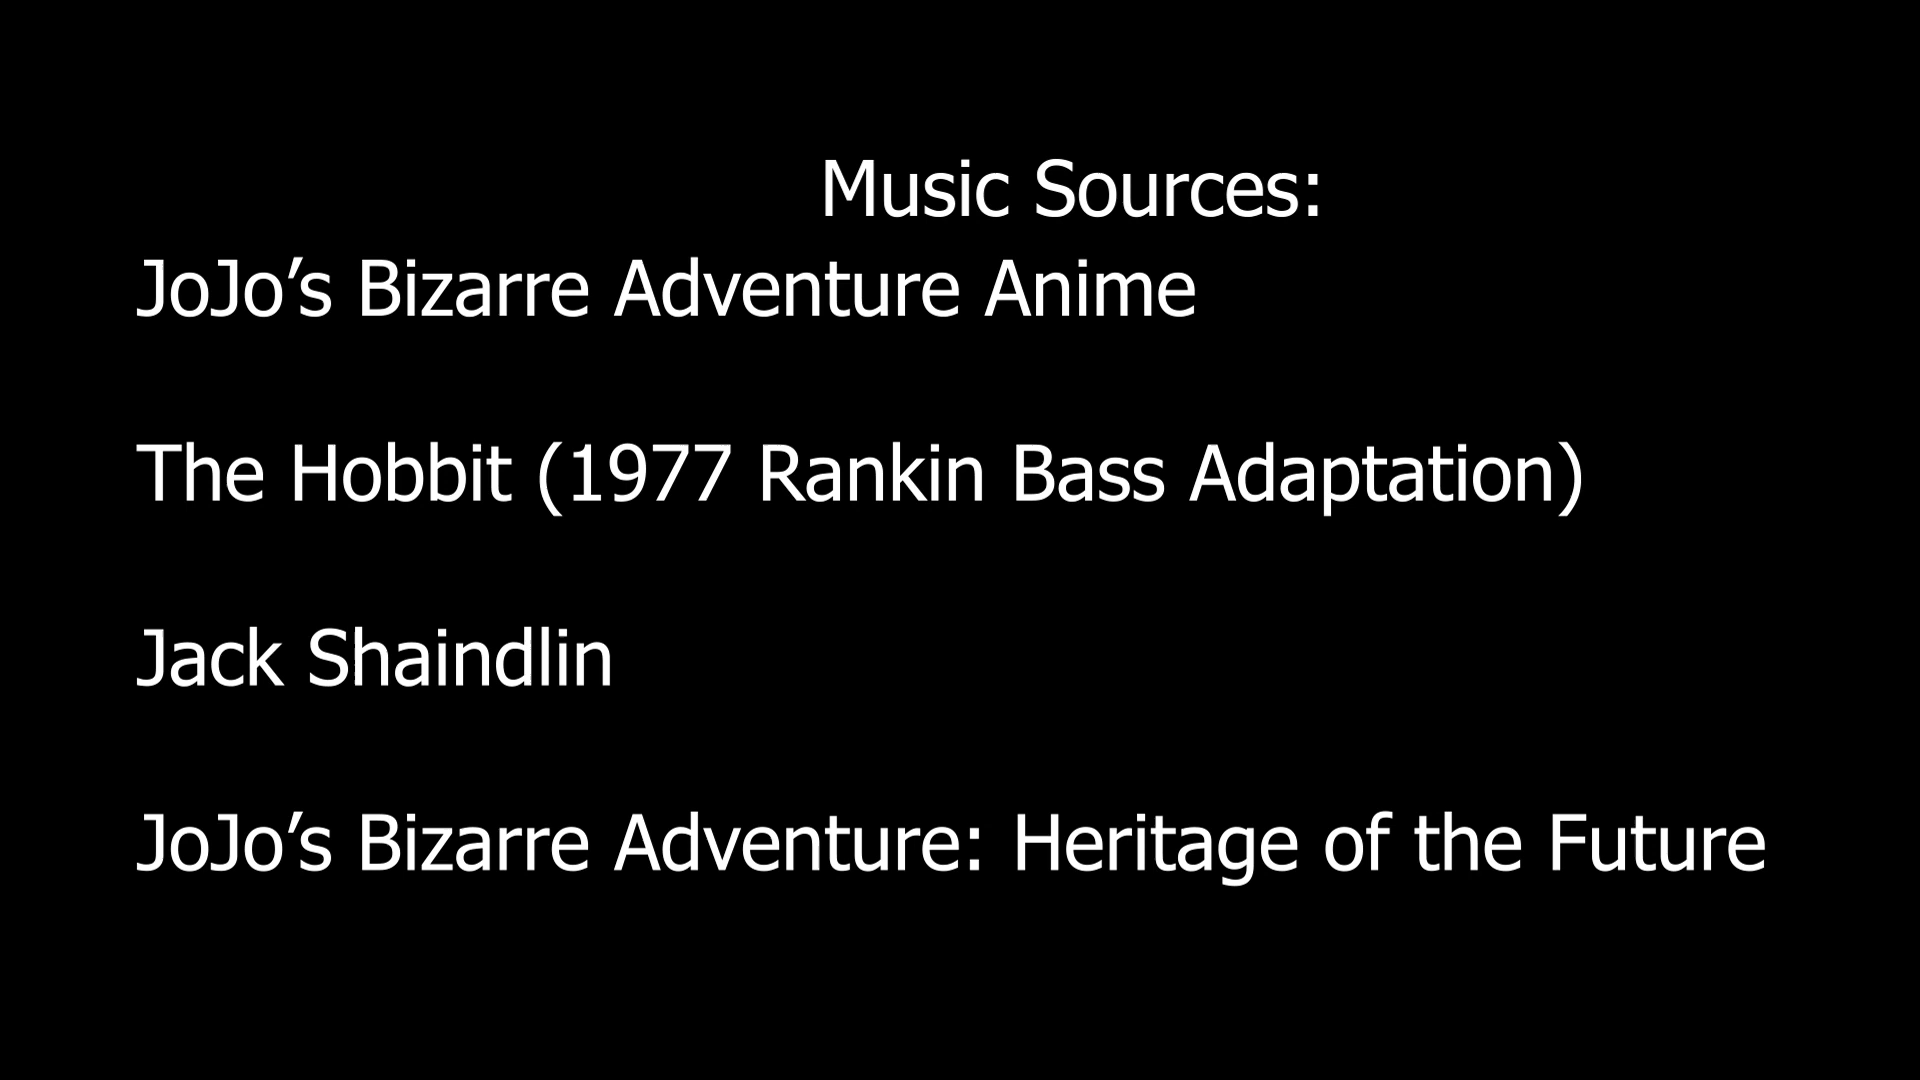 Music Sources:
JoJo’s Bizarre Adventure Anime
The Hobbit (1977 Rankin Bass Adaptation)
Jack Shaindlin
JoJo’s Bizarre Adventure: Heritage of the Future